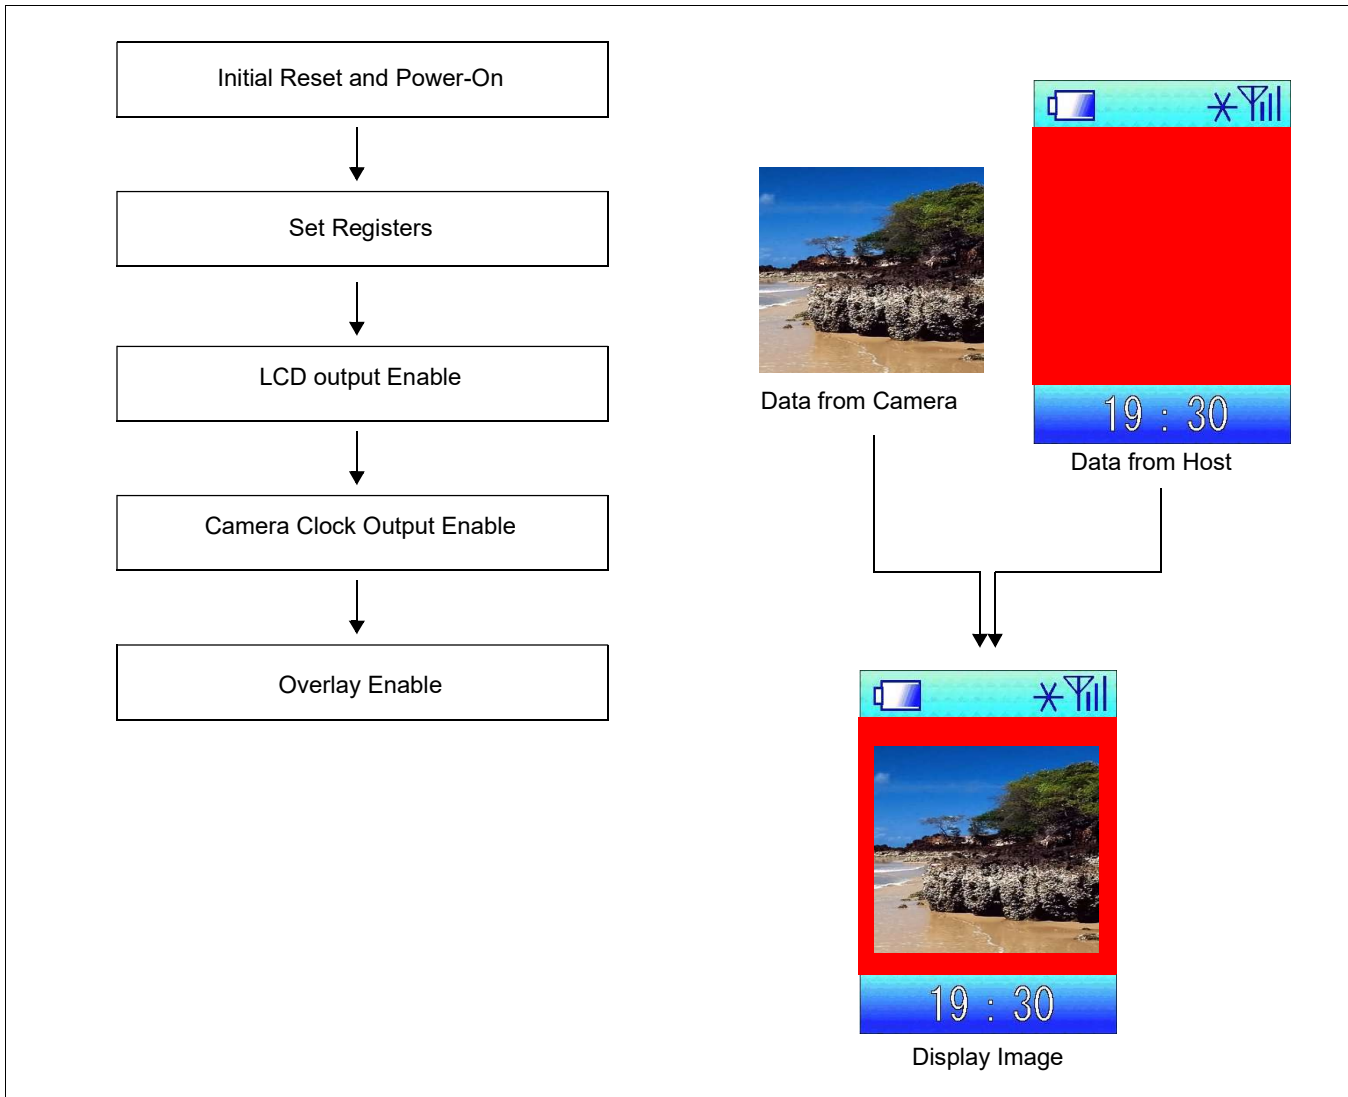 Initial Reset and Power-On
Set Registers
LCD output Enable
Camera Clock Output Enable
Overlay Enable
Data from Camera
19 : 30
Data from Host
19 : 30
Display Image